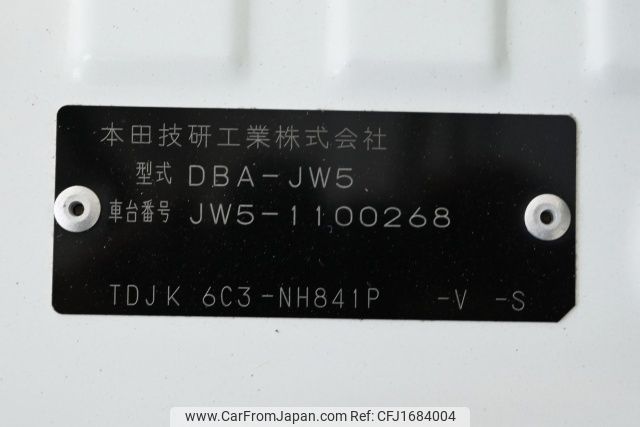 本田技研工業株式会社
型式 DBA-JW5
車台番号 JW5-1100268
TDJK 6C3-NH841P -V -S
www.CarFromJapan.com CFJ1684004